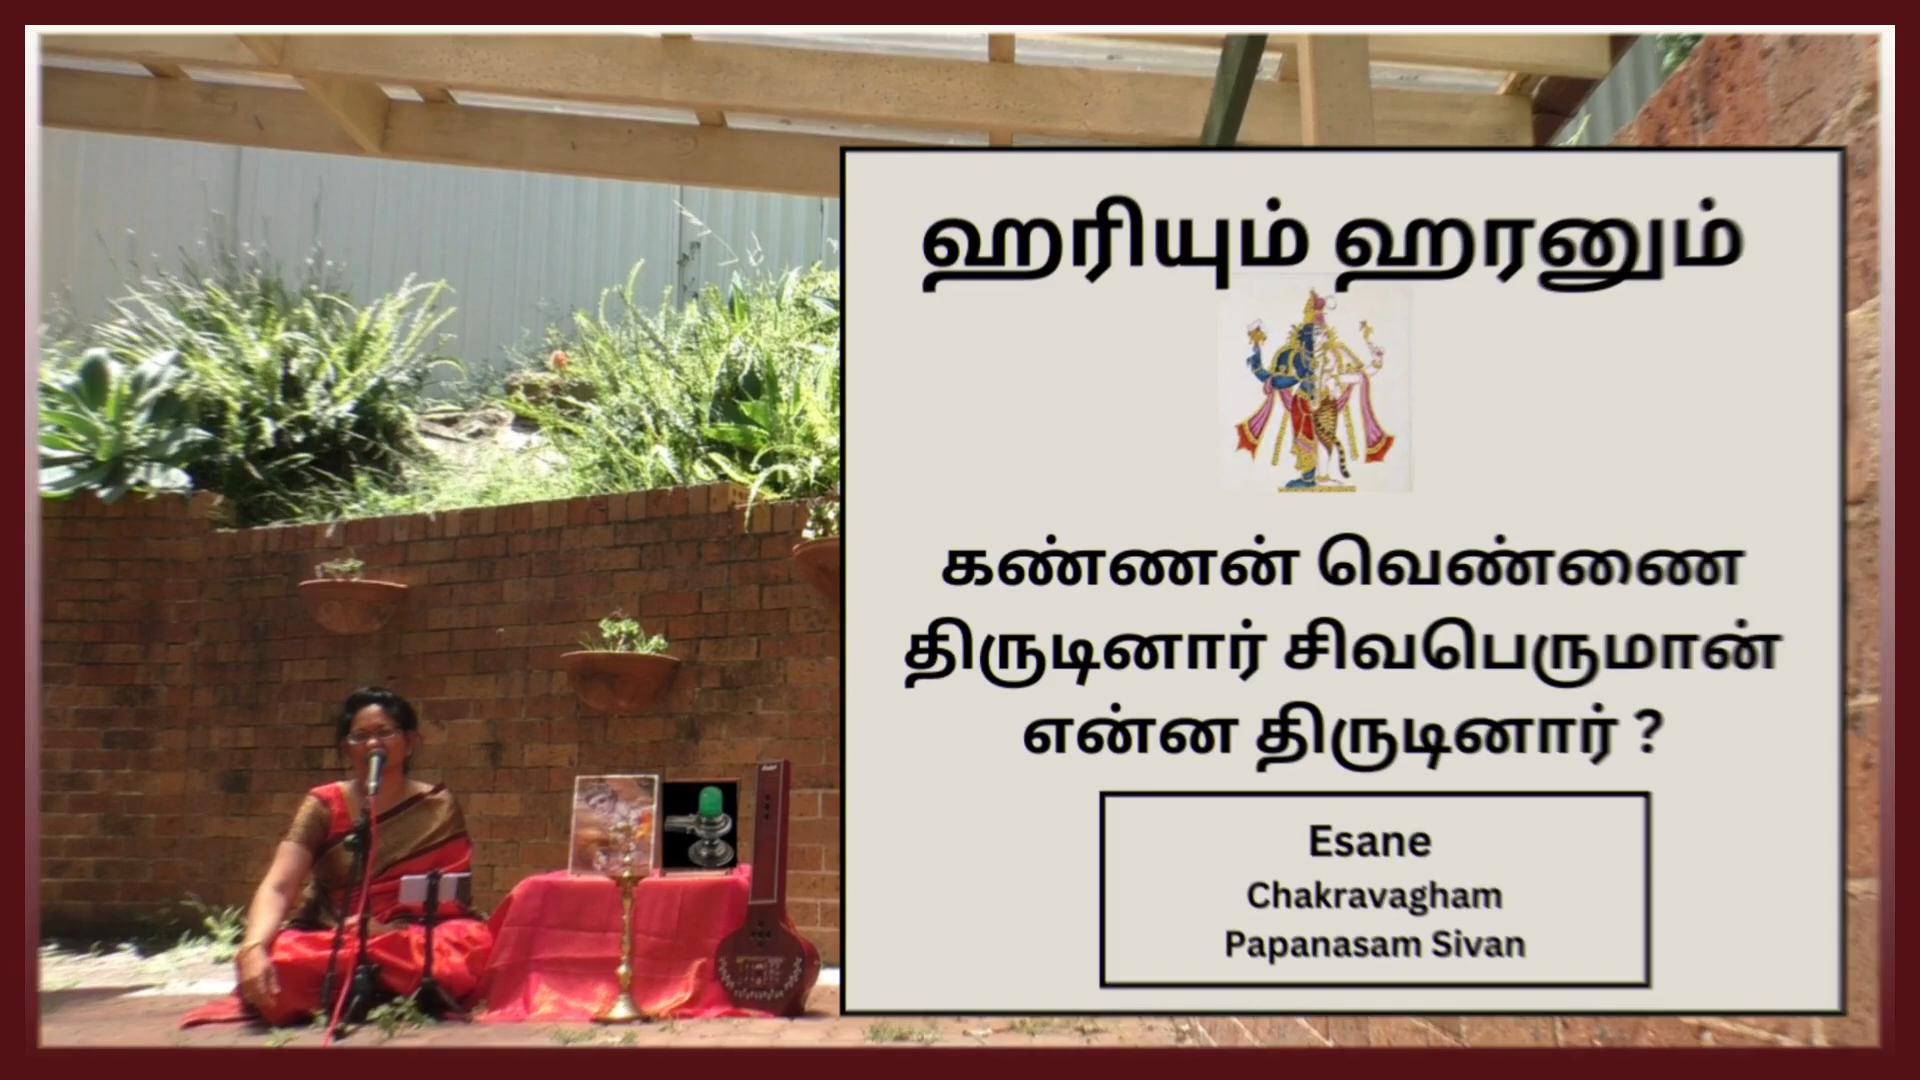 ஹரியும் ஹரனும்
கண்ணன் வெண்ணை
திருடினார் சிவபெருமான்
என்ன திருடினார் ?
Esane
Chakravagham
Papanasam Sivan